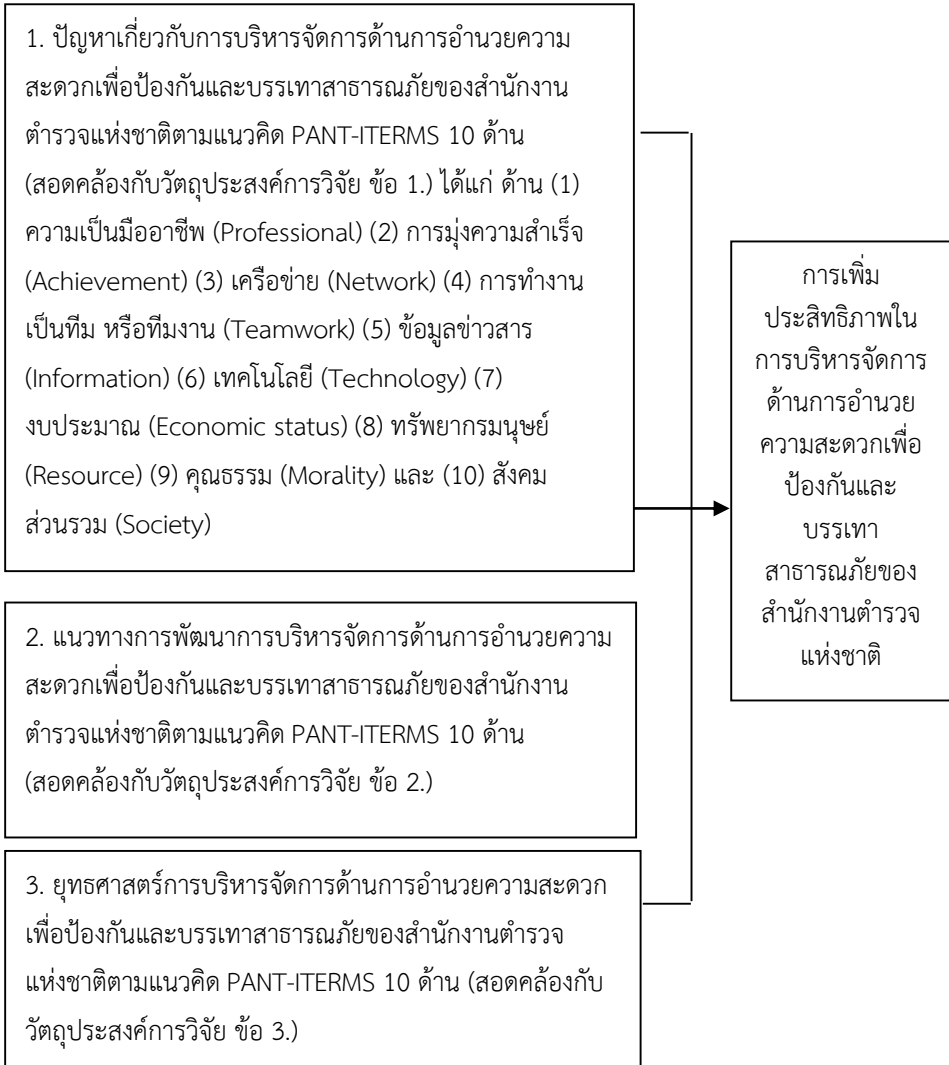 1. ปัญหาเกี่ยวกับการบริหารจัดการด้านการอำนวยความ
สะดวกเพื่อป้องกันและบรรเทาสาธารณภัยของสำนักงาน
ตำรวจแห่งชาติตามแนวคิด PANT-ITERMS 10 ด้าน
(สอดคล้องกับวัตถุประสงค์การวิจัย ข้อ 1.) ได้แก่ ด้าน (1)
ความเป็นมืออาชีพ (Professional) (2) การมุ่งความสำเร็จ
(Achievement) (3) เครือข่าย (Network) (4) การทำงาน
เป็นทีม หรือทีมงาน (Teamwork) (5) ข้อมูลข่าวสาร
(Information) (6) เทคโนโลยี (Technology) (7)
งบประมาณ (Economic status) (8) ทรัพยากรมนุษย์
(Resource) (9) คุณธรรม (Morality) และ (10) สังคม
ส่วนรวม (Society)
2. แนวทางการพัฒนาการบริหารจัดการด้านการอำนวยความ
สะดวกเพื่อป้องกันและบรรเทาสาธารณภัยของสำนักงาน
ตำรวจแห่งชาติตามแนวคิด PANT-ITERMS 10 ด้าน
(สอดคล้องกับวัตถุประสงค์การวิจัย ข้อ 2.)
3. ยุทธศาสตร์การบริหารจัดการด้านการอำนวยความสะดวก
เพื่อป้องกันและบรรเทาสาธารณภัยของสำนักงานตำรวจ
แห่งชาติตามแนวคิด PANT-ITERMS 10 ด้าน (สอดคล้องกับ
วัตถุประสงค์การวิจัย ข้อ 3.)
การเพิ่ม
ประสิทธิภาพใน
การบริหารจัดการ
ด้านการอำนวย
ความสะดวกเพื่อ
ป้องกันและ
บรรเทา
สาธารณภัยของ
สำนักงานตำรวจ
แห่งชาติ